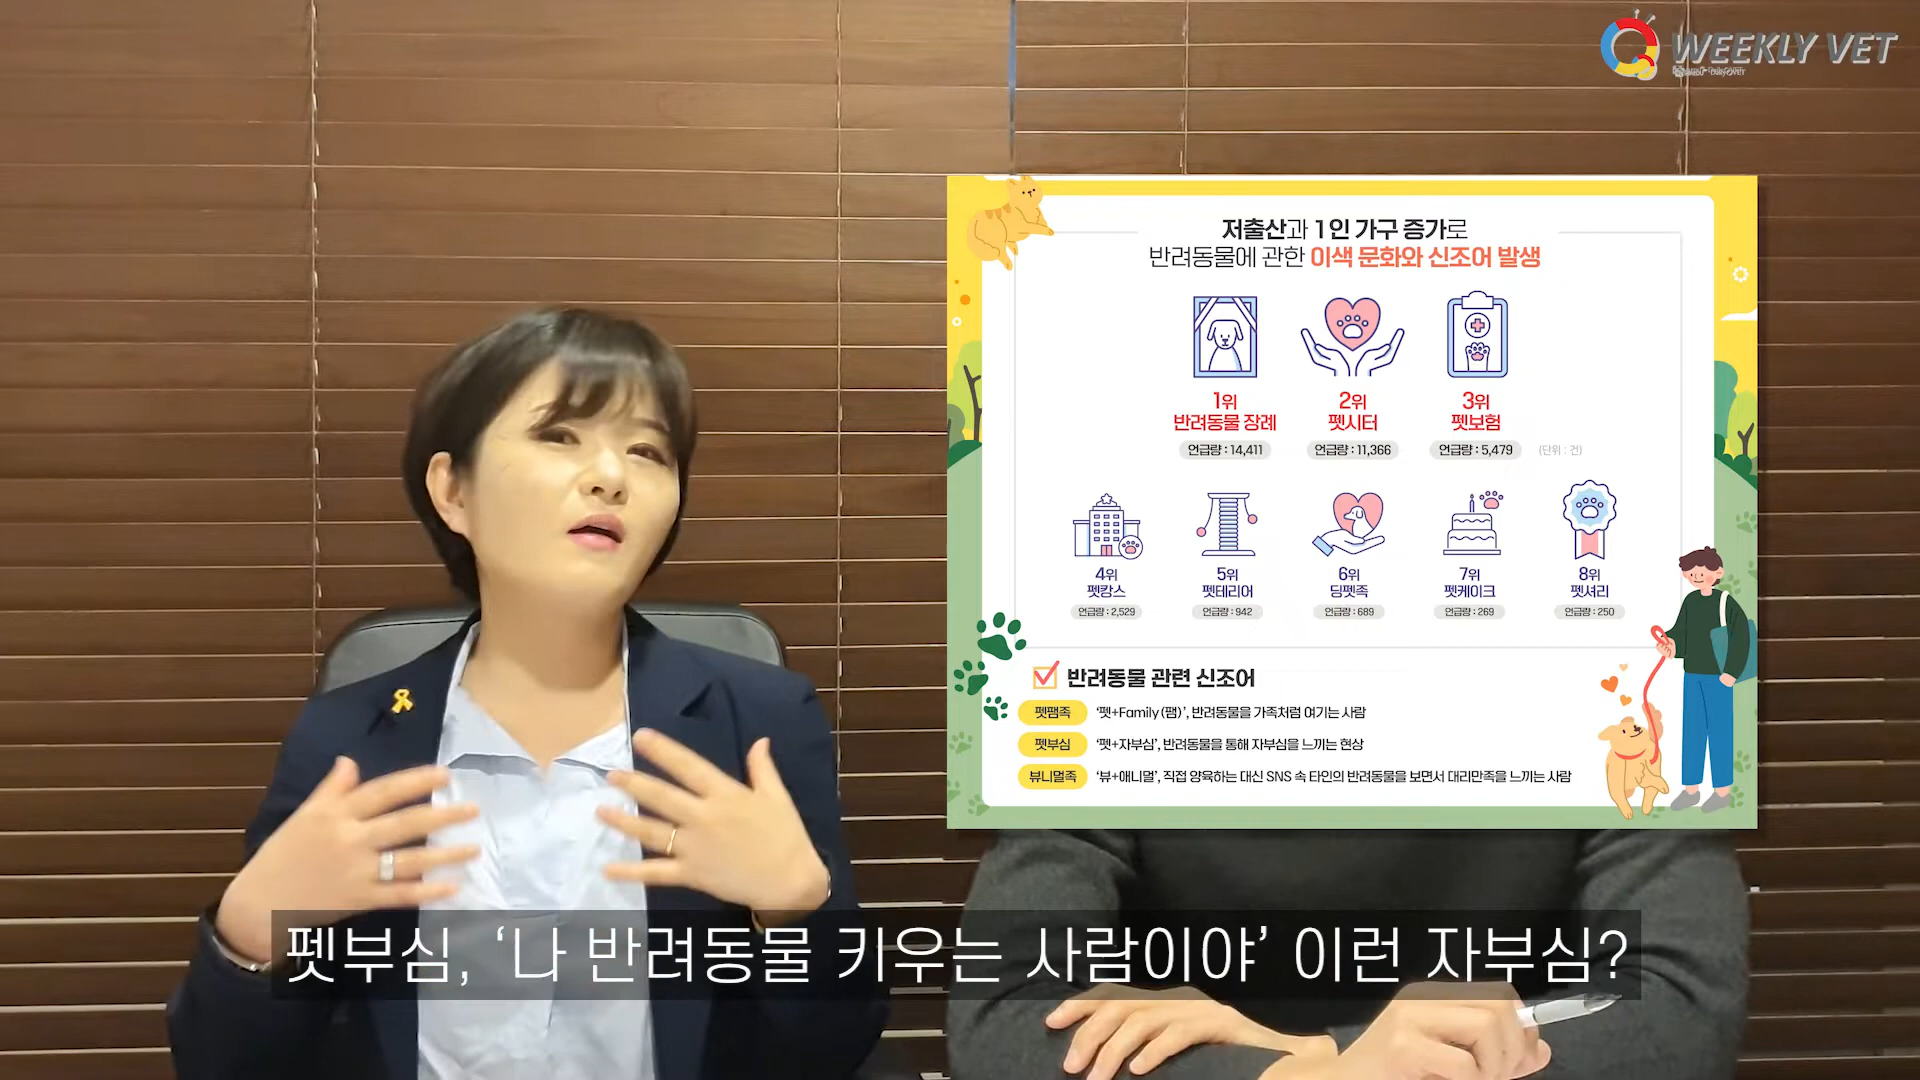 WEEKLY VET
저출산과 1인 가구 증가로
반려동물에 관한 이색 문화와 신조어 발생
1위 2위 3위
반려동물 장례 펫시터 펫보험
언급량 : 14,411 언급량 : 11,366 언급량 : 5,479 (단위 : 건)
4위 5위 6위 7위 8위
펫캉스 펫테리어 딩펫족 펫케이크 펫셔리
언급량 : 2,529 언급량 : 942 언급량 : 689 언급량 : 269 언급량 : 250
반려동물 관련 신조어
펫팸족 ‘펫+Family(팸)’, 반려동물을 가족처럼 여기는 사람
펫부심 ‘펫+자부심’, 반려동물을 통해 자부심을 느끼는 현상
뷰니멀족 ‘뷰+애니멀’, 직접 양육하는 대신 SNS 속 타인의 반려동물을 보면서 대리만족을 느끼는 사람
펫부심, ‘나 반려동물 키우는 사람이야’ 이런 자부심?